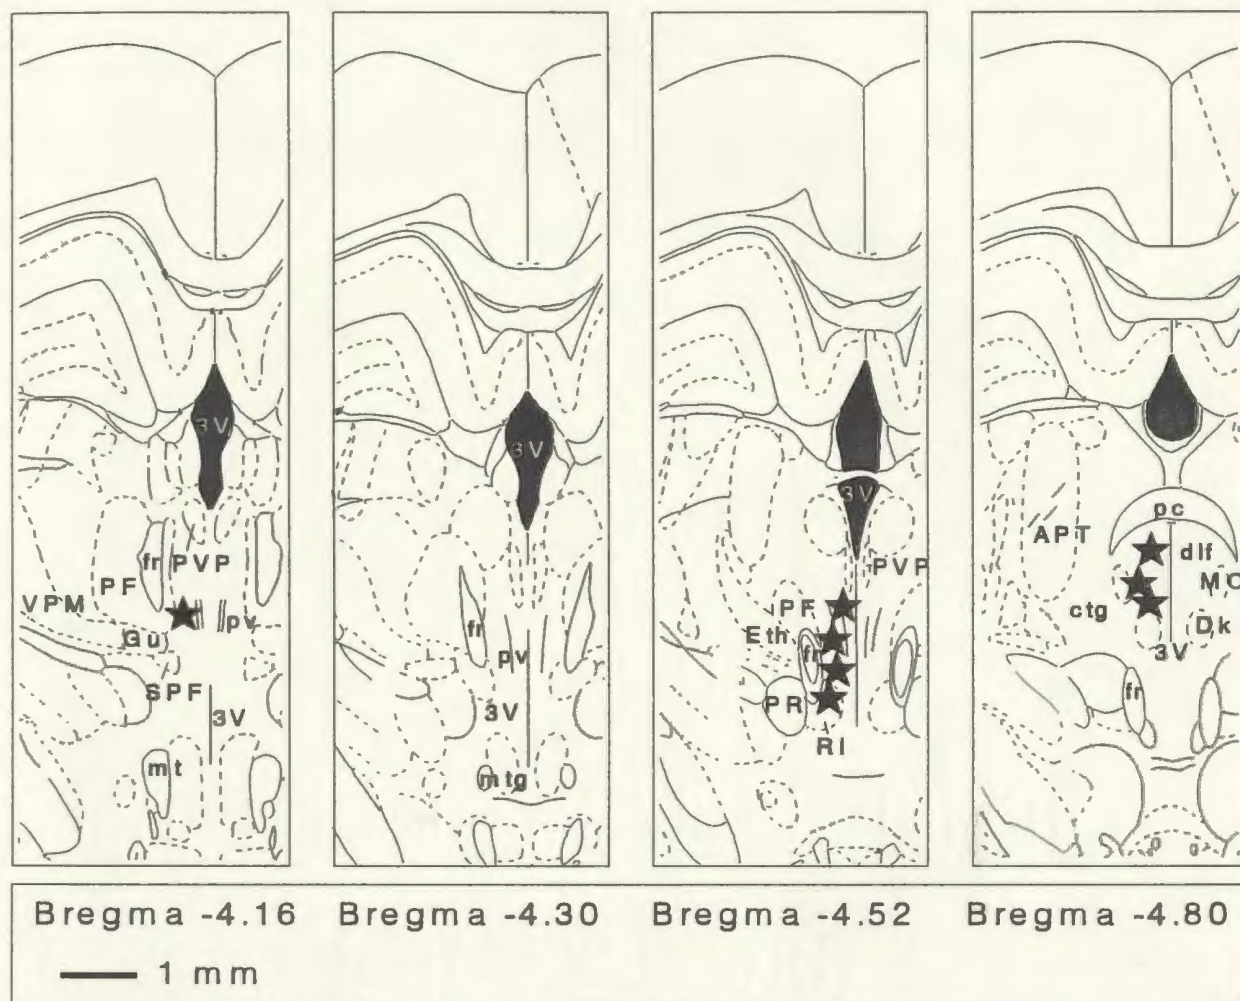 3V
fr PVP
PF
VPM
pv
Gu
SPF
3V
mt
Bregma -4.16
3V
fr
pv
3V
mtg
Bregma -4.30
3V
PVP
PF
Eth
fr
PR
RI
Bregma -4.52
pc
APT
dlf
MC
ctg
Dk
3V
fr
Bregma -4.80
1 mm